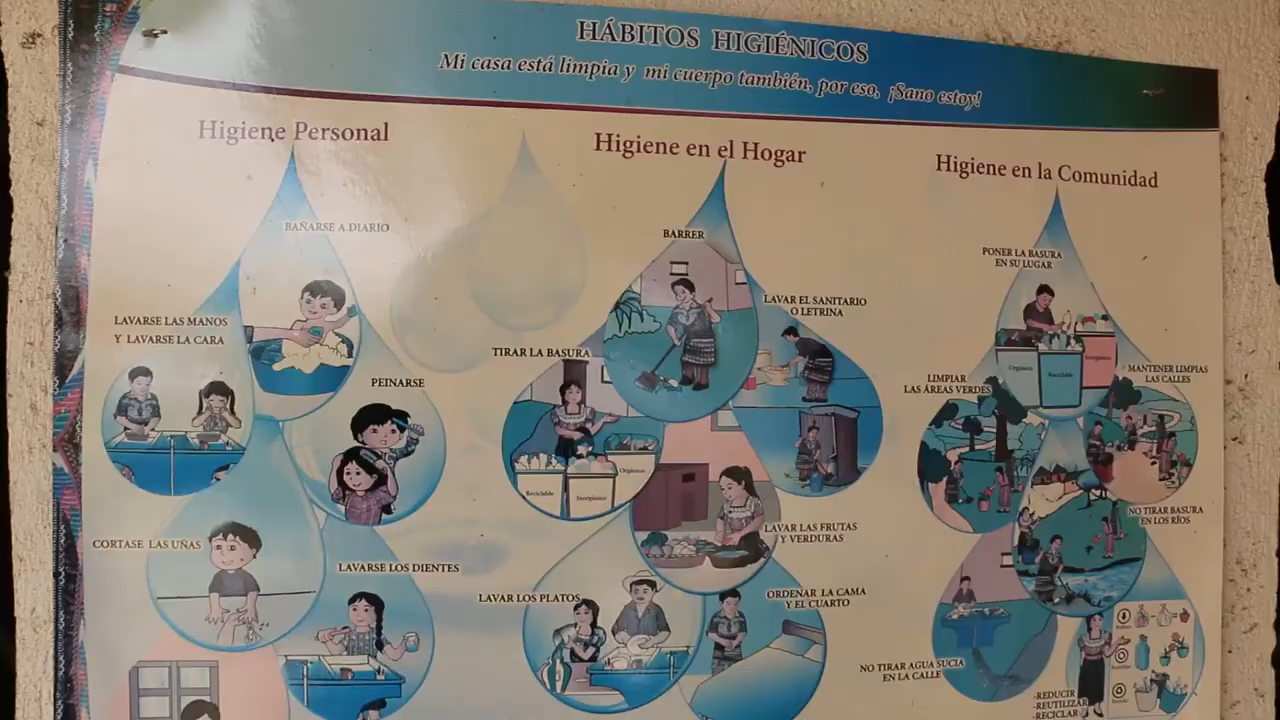 HÁBITOS HIGIÉNICOS
Mi casa está limpia y mi cuerpo también, por eso, ¡Sano estoy!
Higiene Personal
BAÑARSE A DIARIO
LAVARSE LAS MANOS
Y LAVARSE LA CARA
PEINARSE
CORTASE LAS UÑAS
LAVARSE LOS DIENTES
Higiene en el Hogar
BARRER
LAVAR EL SANITARIO
O LETRINA
TIRAR LA BASURA
Orgánico
Reciclable
Inorgánico
LAVAR LAS FRUTAS
Y VERDURAS
LAVAR LOS PLATOS
ORDENAR LA CAMA
Y EL CUARTO
Higiene en la Comunidad
PONER LA BASURA
EN SU LUGAR
Inorgánico
Orgánico
Reciclable
LIMPIAR
LAS ÁREAS VERDES
MANTENER LIMPIAS
LAS CALLES
NO TIRAR BASURA
EN LOS RÍOS
NO TIRAR AGUA SUCIA
EN LA CALLE
-REDUCIR
-REUTILIZAR
-RECICLAR